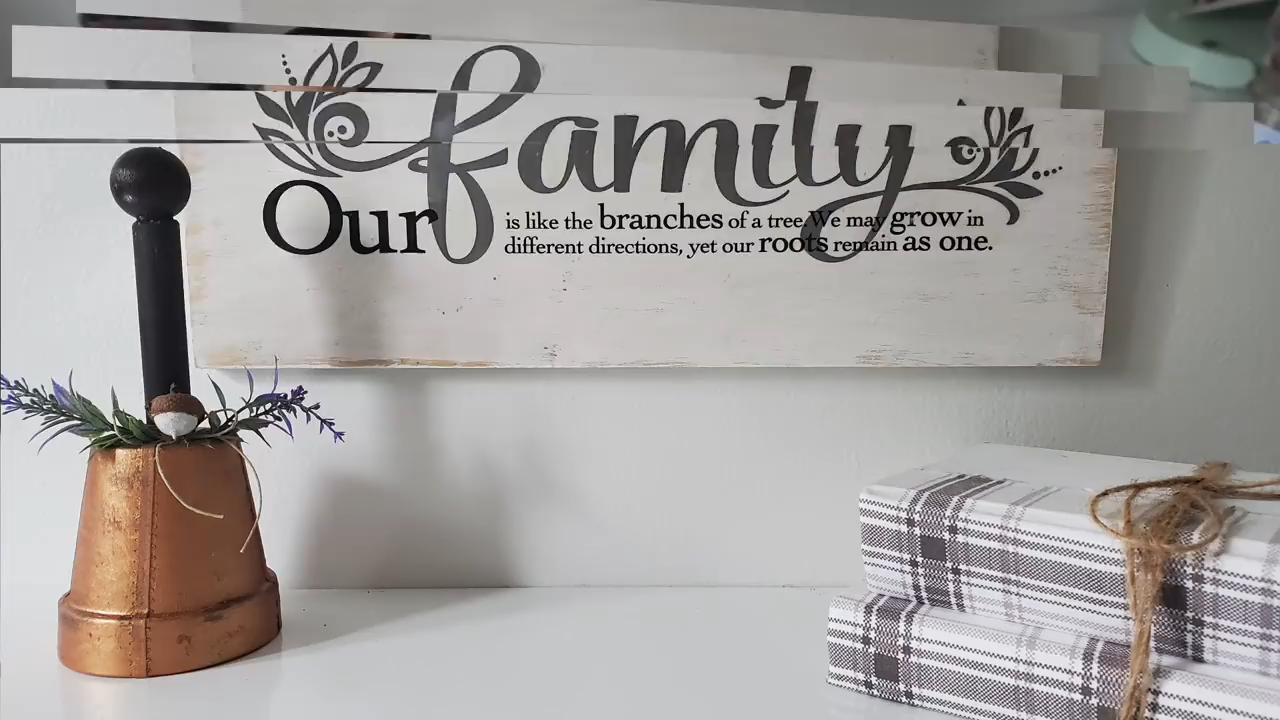 Our family
is like the branches of a tree. We may grow in
different directions, yet our roots remain as one.